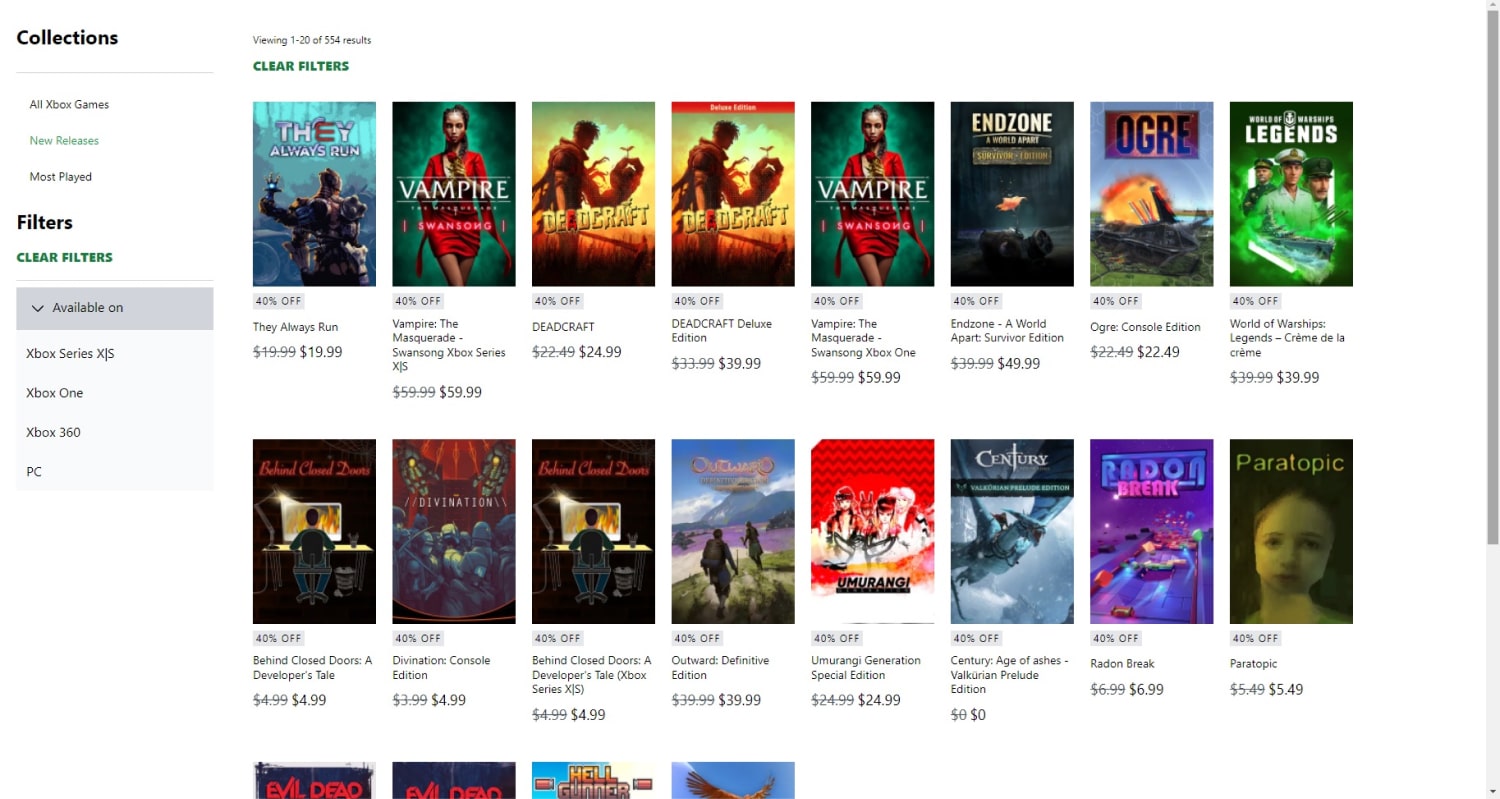 Collections
All Xbox Games
New Releases
Most Played
Filters
CLEAR FILTERS
Available on
Xbox Series X|S
Xbox One
Xbox 360
PC
Viewing 1-20 of 554 results
CLEAR FILTERS
THEY
ALWAYS RUN
40% OFF
They Always Run
$19.99 $19.99
VAMPIRE
THE MASQUERADE
SWANSONG
40% OFF
Vampire: The
Masquerade -
Swansong Xbox Series
X|S
$59.99 $59.99
DEADCRAFT
40% OFF
DEADCRAFT
$22.49 $24.99
Deluxe Edition
DEADCRAFT
40% OFF
DEADCRAFT Deluxe
Edition
$33.99 $39.99
VAMPIRE
THE MASQUERADE
SWANSONG
40% OFF
Vampire: The
Masquerade -
Swansong Xbox One
$59.99 $59.99
ENDZONE
A WORLD APART
SURVIVOR EDITION
40% OFF
Endzone - A World
Apart: Survivor Edition
$39.99 $49.99
OGRE
40% OFF
Ogre: Console Edition
$22.49 $22.49
WORLD OF WARSHIPS
LEGENDS
40% OFF
World of Warships:
Legends – Crème de la
crème
$39.99 $39.99
Behind Closed Doors
40% OFF
Behind Closed Doors: A
Developer's Tale
$4.99 $4.99
//DIVINATION\\
40% OFF
Divination: Console
Edition
$3.99 $4.99
Behind Closed Doors
40% OFF
Behind Closed Doors: A
Developer's Tale (Xbox
Series X|S)
$4.99 $4.99
OUTWARD
DEFINITIVE EDITION
40% OFF
Outward: Definitive
Edition
$39.99 $39.99
UMURANGI
GENERATION
40% OFF
Umurangi Generation
Special Edition
$24.99 $24.99
CENTURY
VALKÜRIAN PRELUDE EDITION
40% OFF
Century: Age of ashes -
Valkürian Prelude
Edition
$0 $0
RADON
BREAK
40% OFF
Radon Break
$6.99 $6.99
Paratopic
40% OFF
Paratopic
$5.49 $5.49
EVIL DEAD
EVIL DEAD
HELL
GUNNER